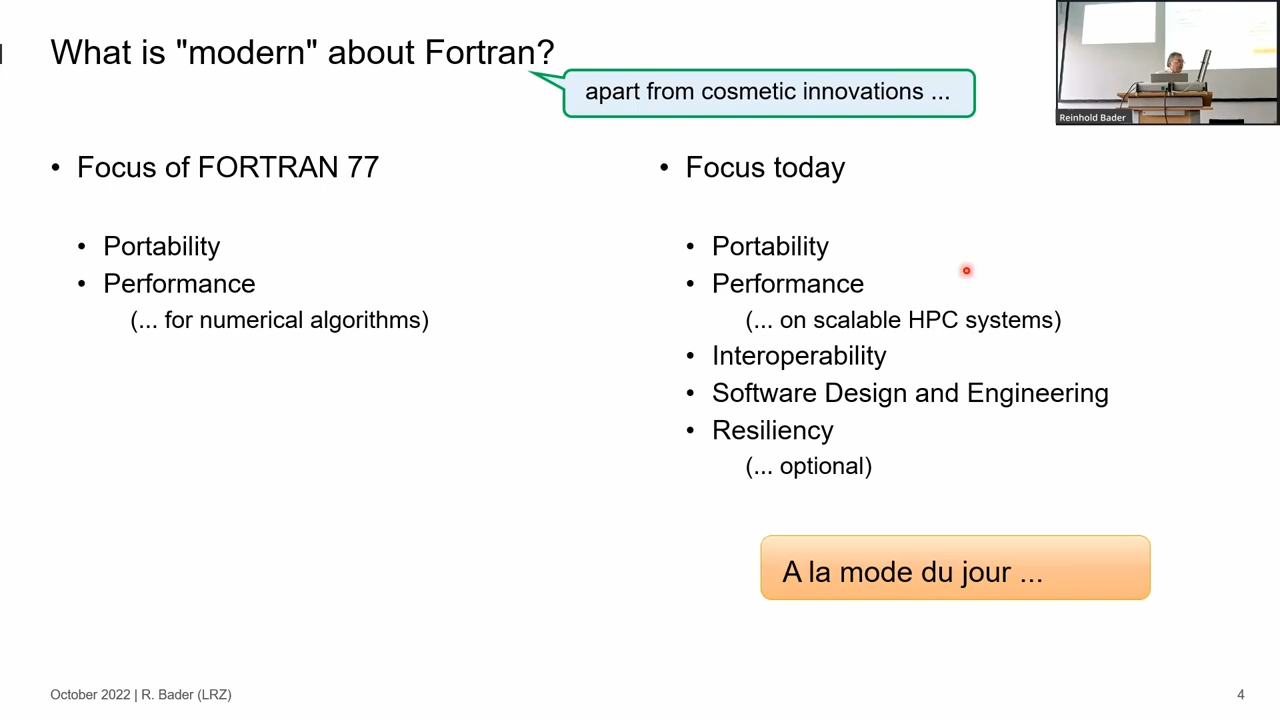 What is "modern" about Fortran?
apart from cosmetic innovations ...
Reinhold Bader
• Focus of FORTRAN 77
• Portability
• Performance
(... for numerical algorithms)
• Focus today
• Portability
• Performance
(... on scalable HPC systems)
• Interoperability
• Software Design and Engineering
• Resiliency
(... optional)
A la mode du jour ...
October 2022 | R. Bader (LRZ)
4